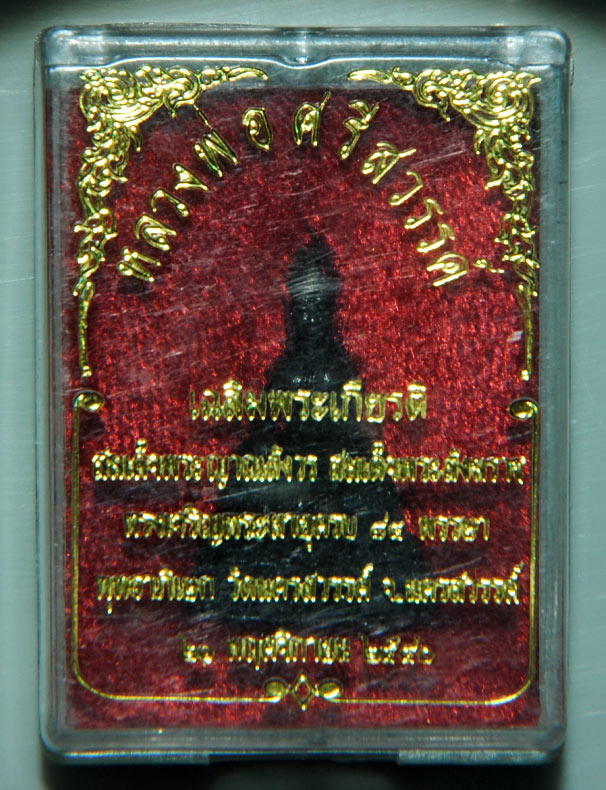 หลวงพ่อศรีสวรรค์
เฉลิมพระเกียรติ
สมเด็จพระญาณสังวร สมเด็จพระสังฆราช
ทรงเจริญพระชาอุครบ ๘๔ พรรษา
พุทธาภิเษก วัดนครสวรรค์ จ.นครสวรรค์
๒๐ พฤศจิกายน ๒๕๔๐